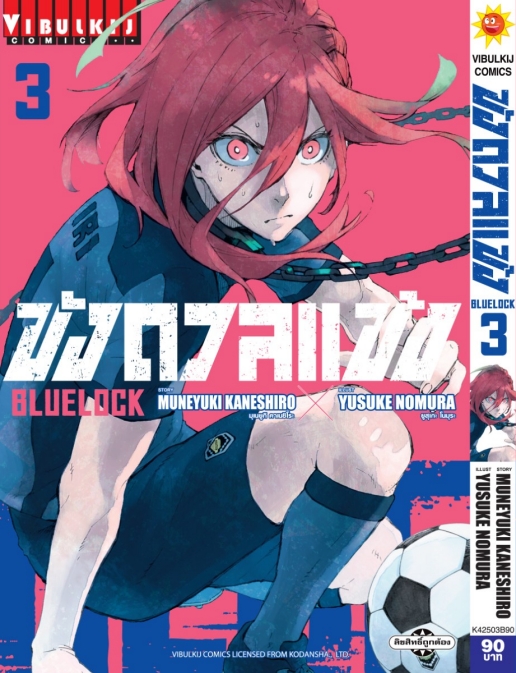 VIBULKIJ
COMICS
3
ขังดวลแข้ง
BLUELOCK
STORY
MUNEYUKI KANESHIRO
มุเนยูกิ คาเนชิโระ
×
ILLUST
YUSUKE NOMURA
ยูสุเกะ โนมุระ
ลิขสิทธิ์ถูกต้อง
VIBULKIJ COMICS LICENSED FROM KODANSHA., LTD.
VIBULKIJ
COMICS
ขังดวลแข้ง
BLUELOCK
3
STORY
MUNEYUKI KANESHIRO
ILLUST
YUSUKE NOMURA
K42503B90
90
บาท